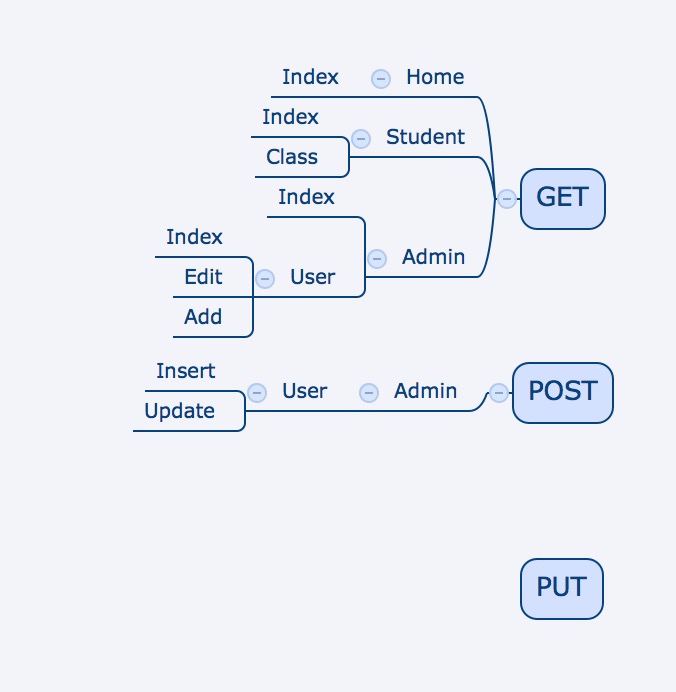 Index Home
Index
Student
Class
Index
GET
Index
Admin
Edit User
Add
Insert
User Admin POST
Update
PUT